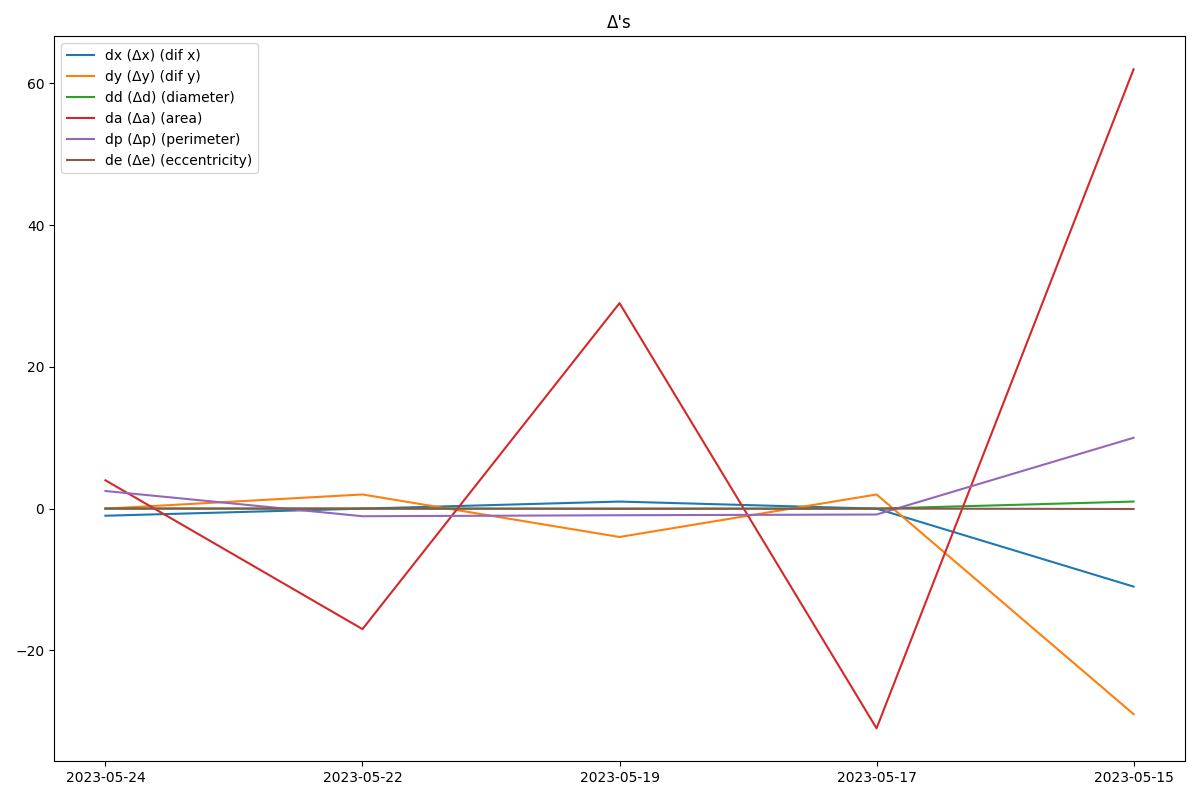 Δ's
dx (Δx) (dif x)
dy (Δy) (dif y)
dd (Δd) (diameter)
da (Δa) (area)
dp (Δp) (perimeter)
de (Δe) (eccentricity)
60
40
20
0
−20
2023-05-24 2023-05-22 2023-05-19 2023-05-17 2023-05-15